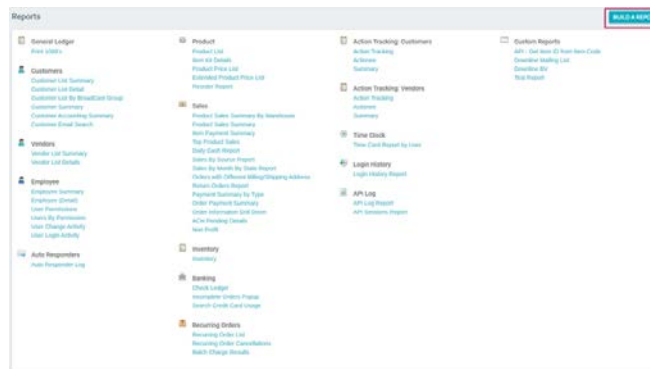 Reports
BUILD A REPO
General Ledger
Print 1099's
Customers
Customer List Summary
Customer List Detail
Customer List By BroadCast Group
Customer Summary
Customer Accounting Summary
Customer Email Search
Vendors
Vendor List Summary
Vendor List Details
Employee
Employee Summary
Employee (Detail)
User Permissions
Users By Permissions
User Change Activity
User Login Activity
Auto Responders
Auto Responder Log
Product
Product List
Item Kit Details
Product Price List
Extended Product Price List
Reorder Report
Sales
Product Sales Summary By Warehouse
Product Sales Summary
Item Payment Summary
Top Product Sales
Daily Cash Report
Sales By Source Report
Sales By Month By State Report
Orders with Different Billing/Shipping Address
Return Orders Report
Payment Summary by Type
Order Payment Summary
Order Information Drill Down
ACH Pending Details
Non Profit
Inventory
Inventory
Banking
Check Ledger
Incomplete Orders Popup
Search Credit Card Usage
Recurring Orders
Recurring Order List
Recurring Order Cancellations
Batch Charge Results
Action Tracking: Customers
Action Tracking
Actionee
Summary
Action Tracking: Vendors
Action Tracking
Actionee
Summary
Time Clock
Time Card Report by User
Login History
Login History Report
API Log
API Log Report
API Sessions Report
Custom Reports
API - Get Item ID from Item Code
Downline Mailing List
Downline BV
Report